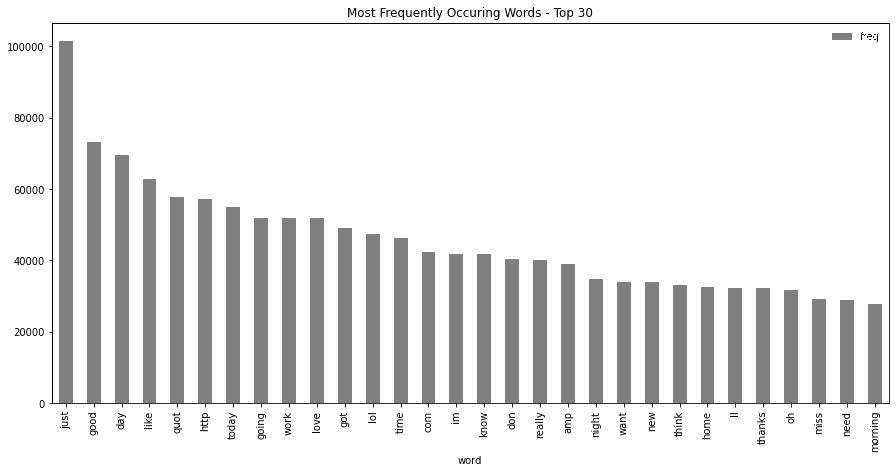 Most Frequently Occuring Words - Top 30
freq
100000
80000
60000
40000
20000
0
just good day like quot http today going work love got lol time com im know don really amp night want new think home ll thanks oh miss need morning
word